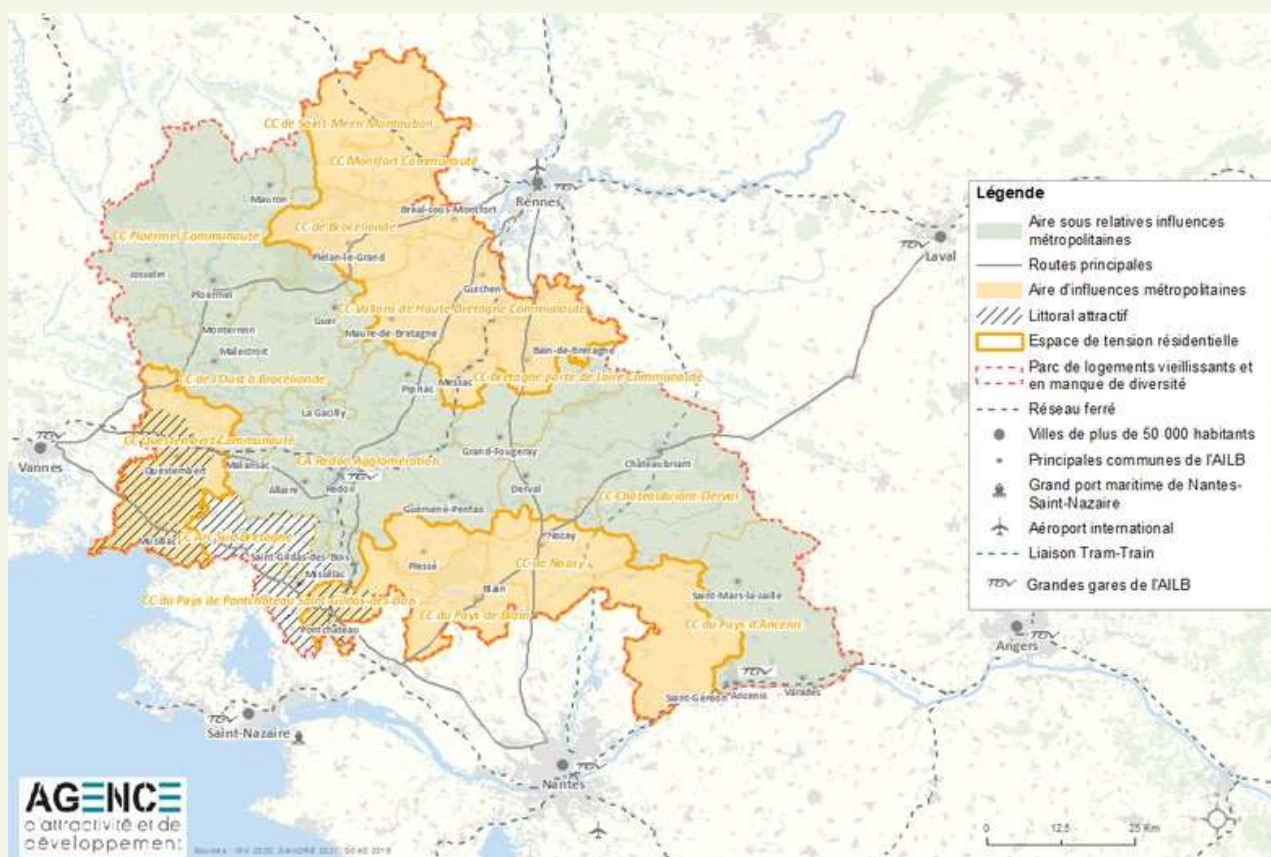 CC de Saint-Méen Montauban
CC Montfort Communauté
Rennes
Mauron
Bréal-sous-Montfort
CC de Brocéliande
CC Ploërmel Communauté
Plélan-le-Grand
Laval
Josselin
Guichen
Ploermel
CC Vallons de Haute Bretagne Communauté
Guer
Monterrein
Maure-de-Bretagne
Malestroit
Bain-de-Bretagne
CC de l'Oust à Brocéliande
Messac
CC Bretagne porte de Loire Communauté
Pipriac
La Gacilly
CC Questembert Communauté
Vannes
Grand-Fougeray
CA Redon Agglomération
Malansac
Questembert
Châteaubriant
Allaire
Redon
Derval
CC Châteaubriant-Derval
Guémené-Penfao
Nozay
CC Arc Sud Bretagne
Muzillac
Saint-Gildas-des-Bois
Plessé
CC de Nozay
Missillac
Blain
Saint-Mars-la-Jaille
CC du Pays de Pontchâteau Saint-Gildas-des-Bois
CC du Pays de Blain
CC du Pays d'Ancenis
Pontchâteau
Angers
Saint-Géréon
Ancenis
Varades
Saint-Nazaire
Nantes
Légende
Aire sous relatives influences
métropolitaines
Routes principales
Aire d'influences métropolitaines
Littoral attractif
Espace de tension résidentielle
Parc de logements vieillissants et
en manque de diversité
Réseau ferré
Villes de plus de 50 000 habitants
Principales communes de l'AILB
Grand port maritime de Nantes-
Saint-Nazaire
Aéroport international
Liaison Tram-Train
TGV Grandes gares de l'AILB
0 12,5 25 Km
AGENCE
d'attractivité et de
développement